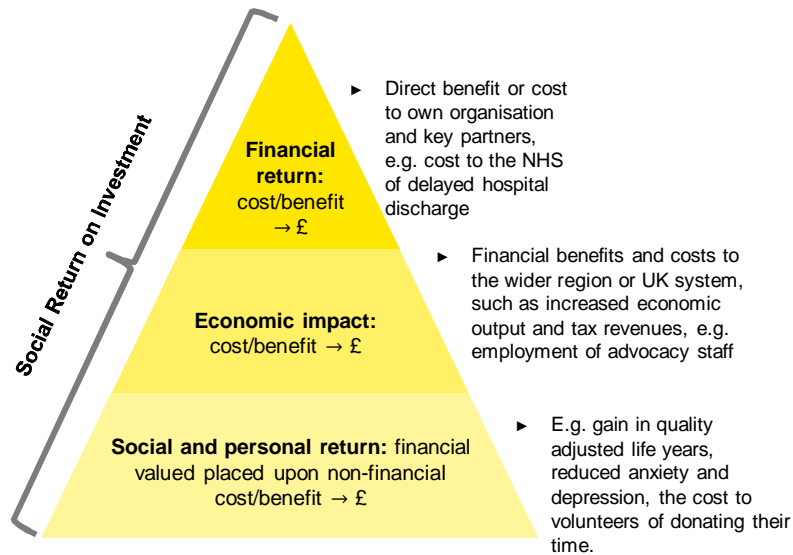 Social Return on Investment
Financial
return:
cost/benefit
→ £
► Direct benefit or cost
to own organisation
and key partners,
e.g. cost to the NHS
of delayed hospital
discharge
Economic impact:
cost/benefit → £
► Financial benefits and costs to
the wider region or UK system,
such as increased economic
output and tax revenues, e.g.
employment of advocacy staff
Social and personal return: financial
valued placed upon non-financial
cost/benefit → £
► E.g. gain in quality
adjusted life years,
reduced anxiety and
depression, the cost to
volunteers of donating their
time.